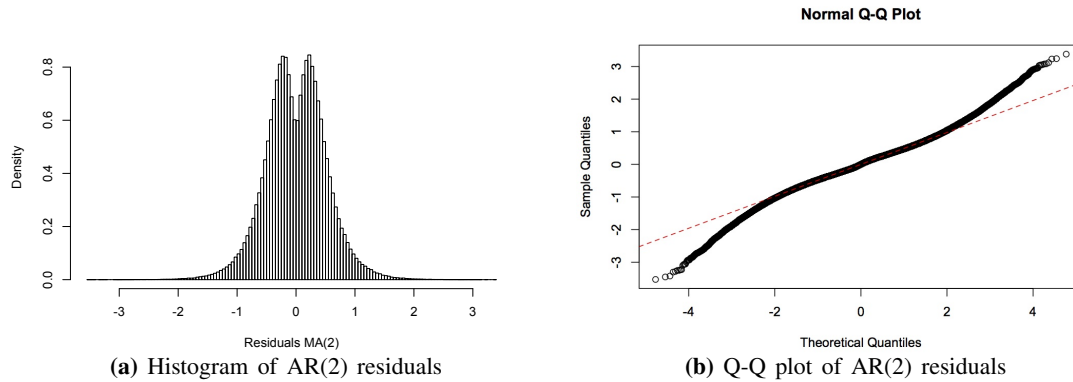 Density
0.0 0.2 0.4 0.6 0.8
-3 -2 -1 0 1 2 3
Residuals MA(2)
(a) Histogram of AR(2) residuals
Normal Q-Q Plot
Sample Quantiles
-3 -2 -1 0 1 2 3
-4 -2 0 2 4
Theoretical Quantiles
(b) Q-Q plot of AR(2) residuals